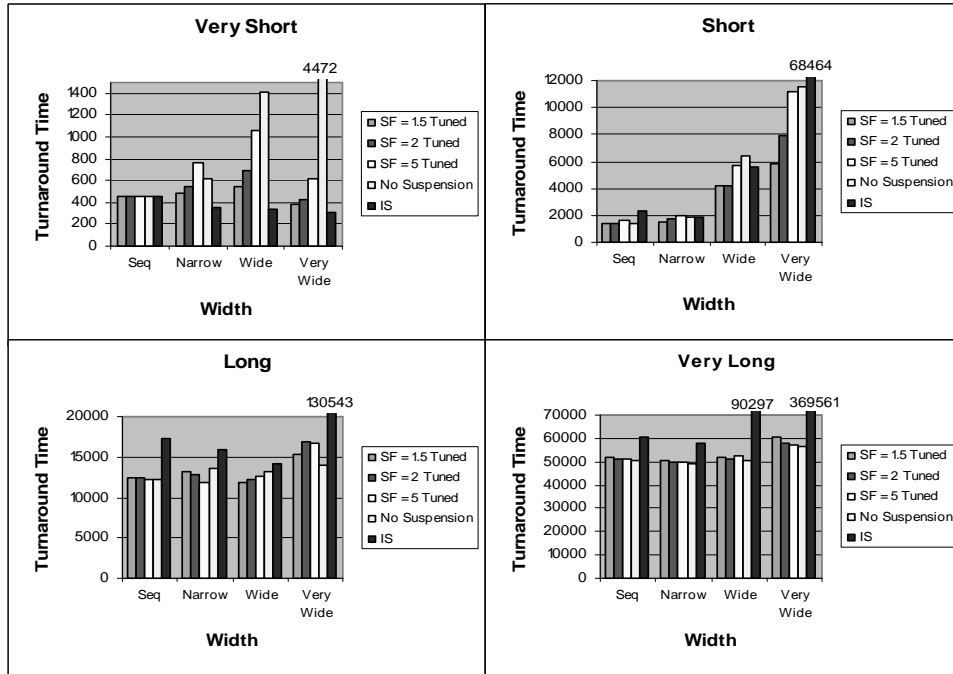 Very Short
4472
1400
1200
1000
800
600
400
200
0
Turnaround Time
Seq Narrow Wide Very Wide
Width
SF = 1.5 Tuned
SF = 2 Tuned
SF = 5 Tuned
No Suspension
IS
Short
68464
12000
10000
8000
6000
4000
2000
0
Turnaround Time
Seq Narrow Wide Very Wide
Width
SF = 1.5 Tuned
SF = 2 Tuned
SF = 5 Tuned
No Suspension
IS
Long
130543
20000
15000
10000
5000
0
Turnaround Time
Seq Narrow Wide Very Wide
Width
SF = 1.5 Tuned
SF = 2 Tuned
SF = 5 Tuned
No Suspension
IS
Very Long
90297 369561
70000
60000
50000
40000
30000
20000
10000
0
Turnaround Time
Seq Narrow Wide Very Wide
Width
SF = 1.5 Tuned
SF = 2 Tuned
SF = 5 Tuned
No Suspension
IS